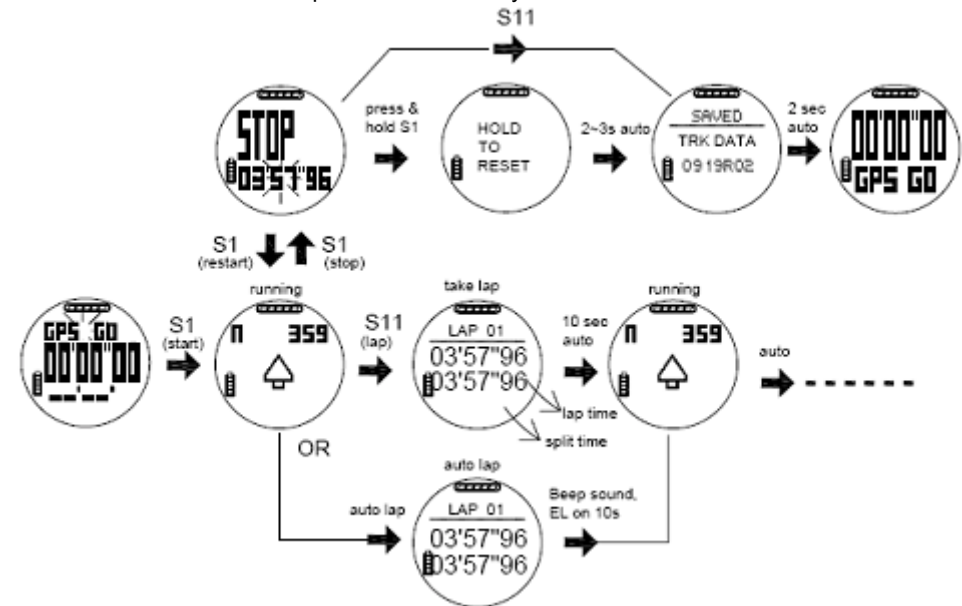 S11
STOP
03'57"96
press &
hold S1
HOLD
TO
RESET
2~3s auto
SAVED
TRK DATA
0919R02
2 sec
auto
00'00"00
GPS GO
S1
(restart)
S1
(stop)
GPS GO
00'00"00
--'--'--
S1
(start)
running
N 359
S11
(lap)
take lap
LAP 01
03'57"96
03'57"96
lap time
split time
10 sec
auto
running
N 359
auto
OR
auto lap
auto lap
LAP 01
03'57"96
03'57"96
Beep sound,
EL on 10s